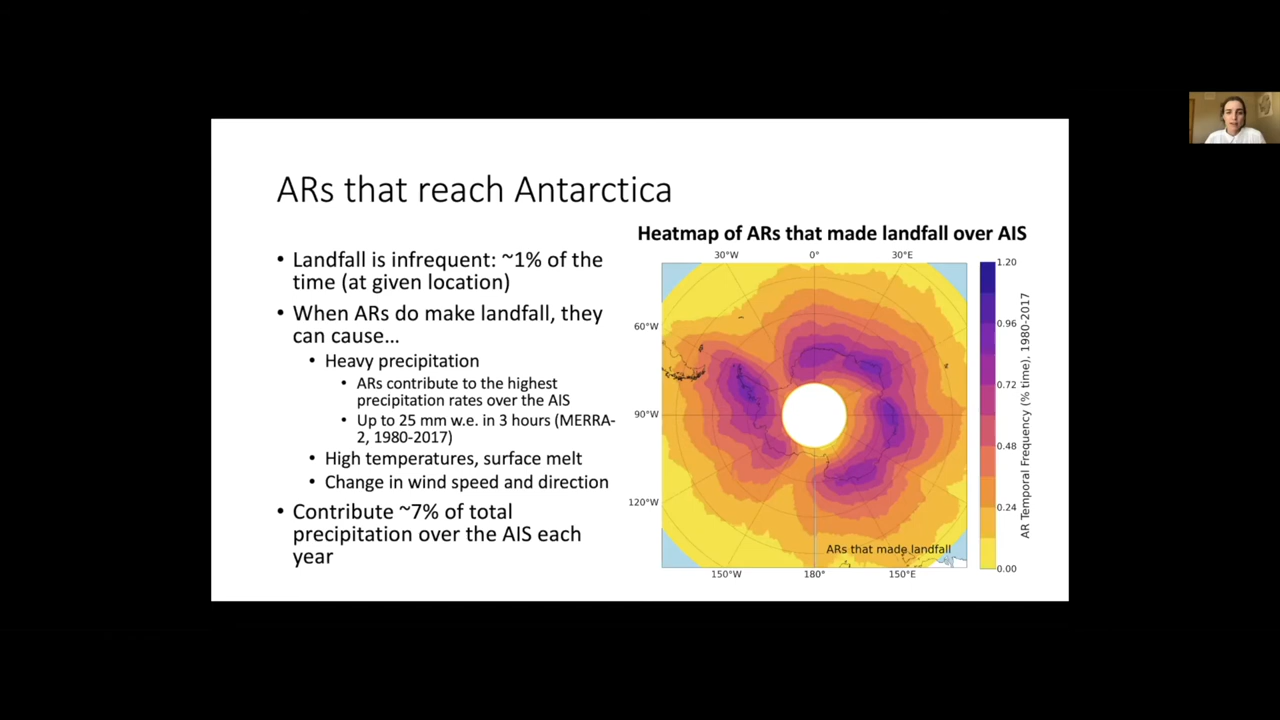 ARs that reach Antarctica
• Landfall is infrequent: ~1% of the
time (at given location)
• When ARs do make landfall, they
can cause…
• Heavy precipitation
• ARs contribute to the highest
precipitation rates over the AIS
• Up to 25 mm w.e. in 3 hours (MERRA-
2, 1980-2017)
• High temperatures, surface melt
• Change in wind speed and direction
• Contribute ~7% of total
precipitation over the AIS each
year
Heatmap of ARs that made landfall over AIS
30°W 0° 30°E
60°W
90°W
120°W
150°W 180° 150°E
ARs that made landfall
1.20
0.96
0.72
0.48
0.24
0.00
AR Temporal Frequency (% time), 1980-2017